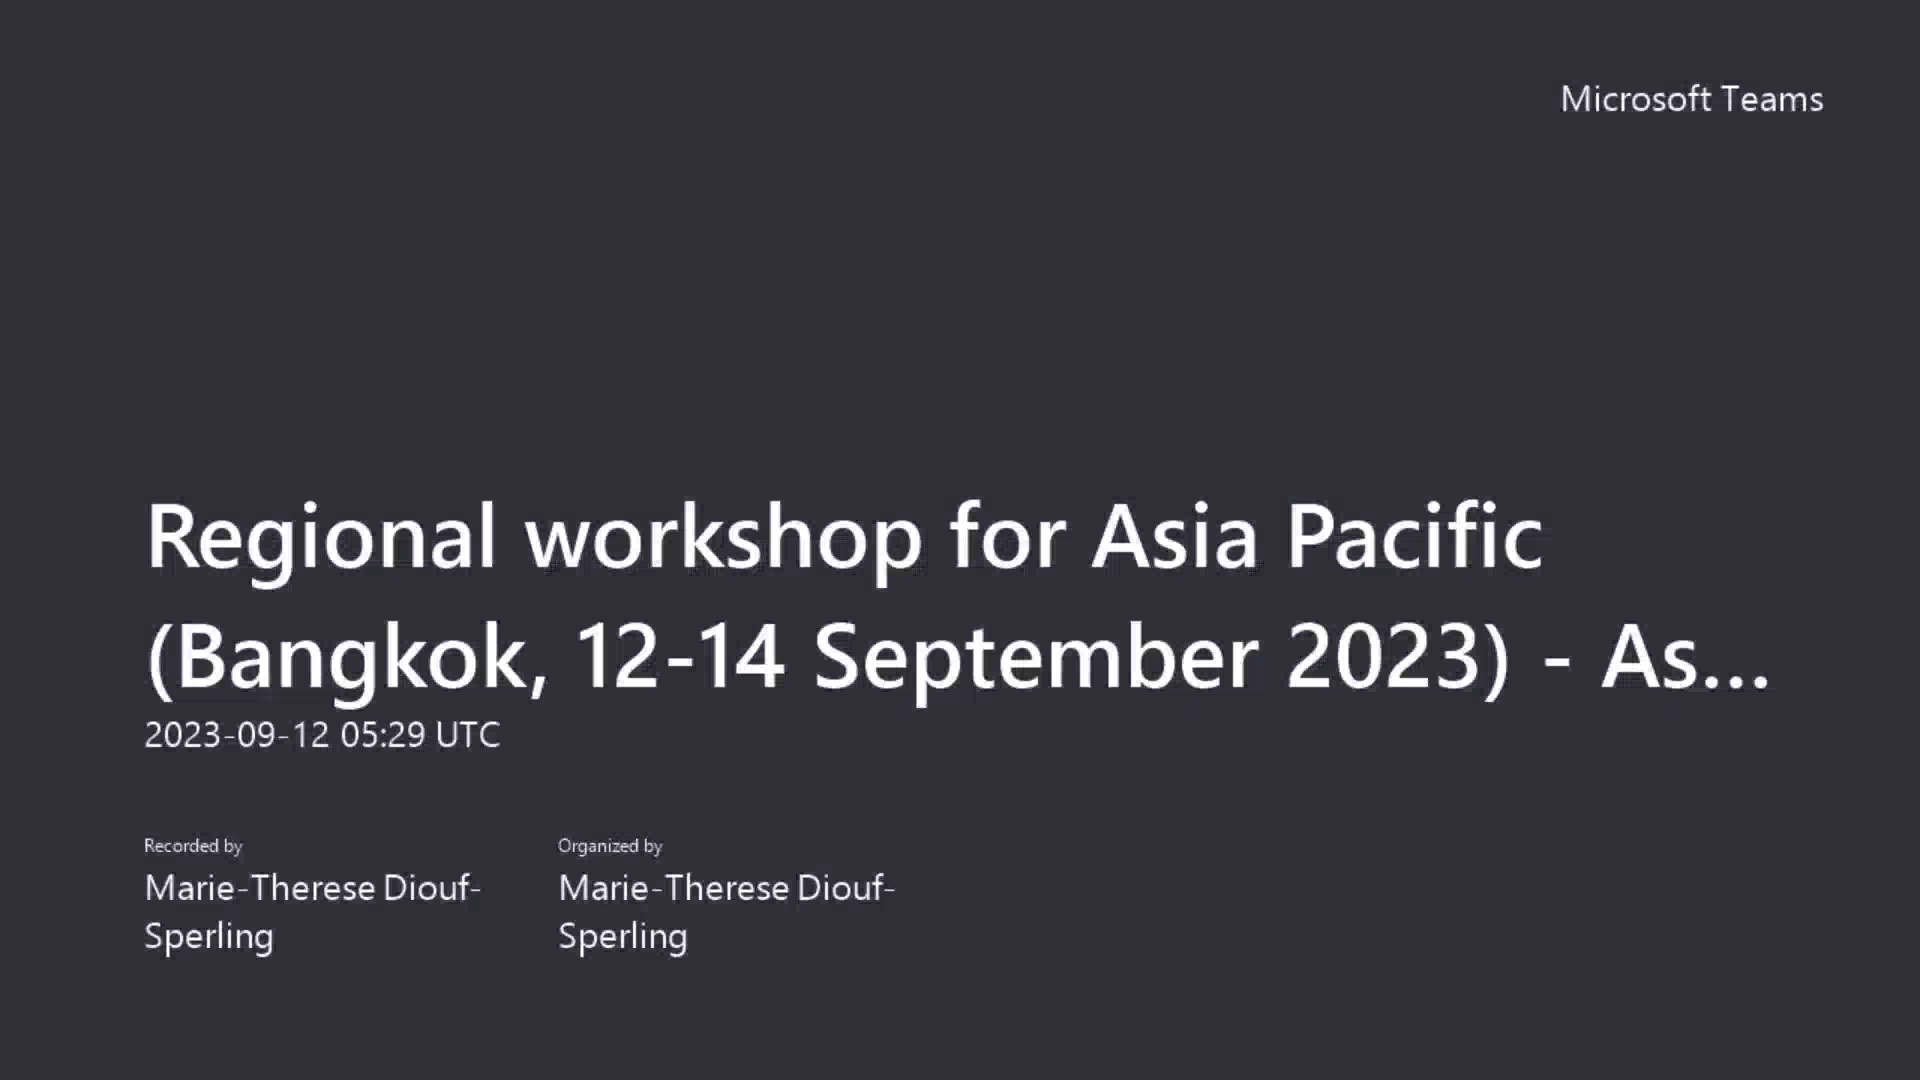 Microsoft Teams
Regional workshop for Asia Pacific
(Bangkok, 12-14 September 2023) - As...
2023-09-12 05:29 UTC
Recorded by
Marie-Therese Diouf-
Sperling
Organized by
Marie-Therese Diouf-
Sperling